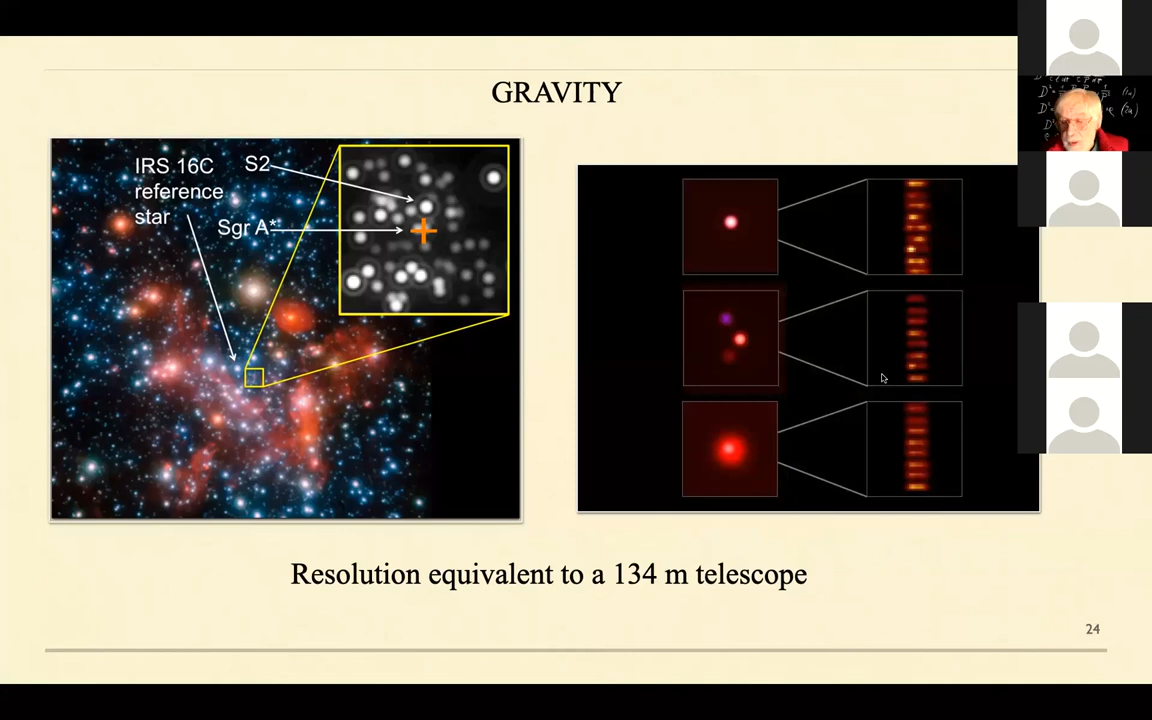 GRAVITY
IRS 16C
reference
star
S2
Sgr A*
Resolution equivalent to a 134 m telescope
24